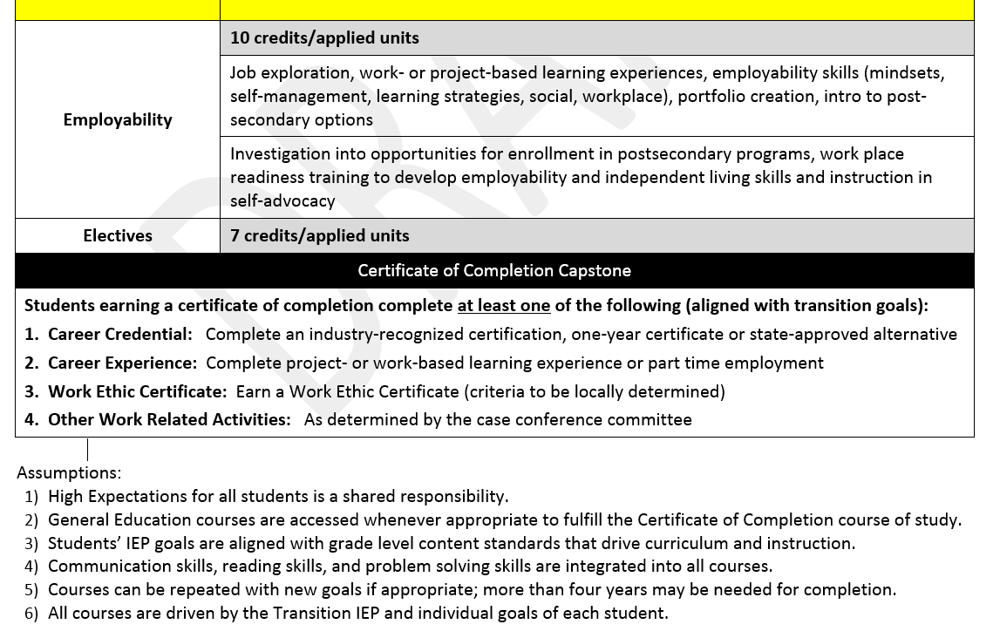 10 credits/applied units
Job exploration, work- or project-based learning experiences, employability skills (mindsets,
self-management, learning strategies, social, workplace), portfolio creation, intro to post-
secondary options
Employability
Investigation into opportunities for enrollment in postsecondary programs, work place
readiness training to develop employability and independent living skills and instruction in
self-advocacy
Electives
7 credits/applied units
Certificate of Completion Capstone
Students earning a certificate of completion complete at least one of the following (aligned with transition goals):
1. Career Credential: Complete an industry-recognized certification, one-year certificate or state-approved alternative
2. Career Experience: Complete project- or work-based learning experience or part time employment
3. Work Ethic Certificate: Earn a Work Ethic Certificate (criteria to be locally determined)
4. Other Work Related Activities: As determined by the case conference committee
Assumptions:
1) High Expectations for all students is a shared responsibility.
2) General Education courses are accessed whenever appropriate to fulfill the Certificate of Completion course of study.
3) Students’ IEP goals are aligned with grade level content standards that drive curriculum and instruction.
4) Communication skills, reading skills, and problem solving skills are integrated into all courses.
5) Courses can be repeated with new goals if appropriate; more than four years may be needed for completion.
6) All courses are driven by the Transition IEP and individual goals of each student.